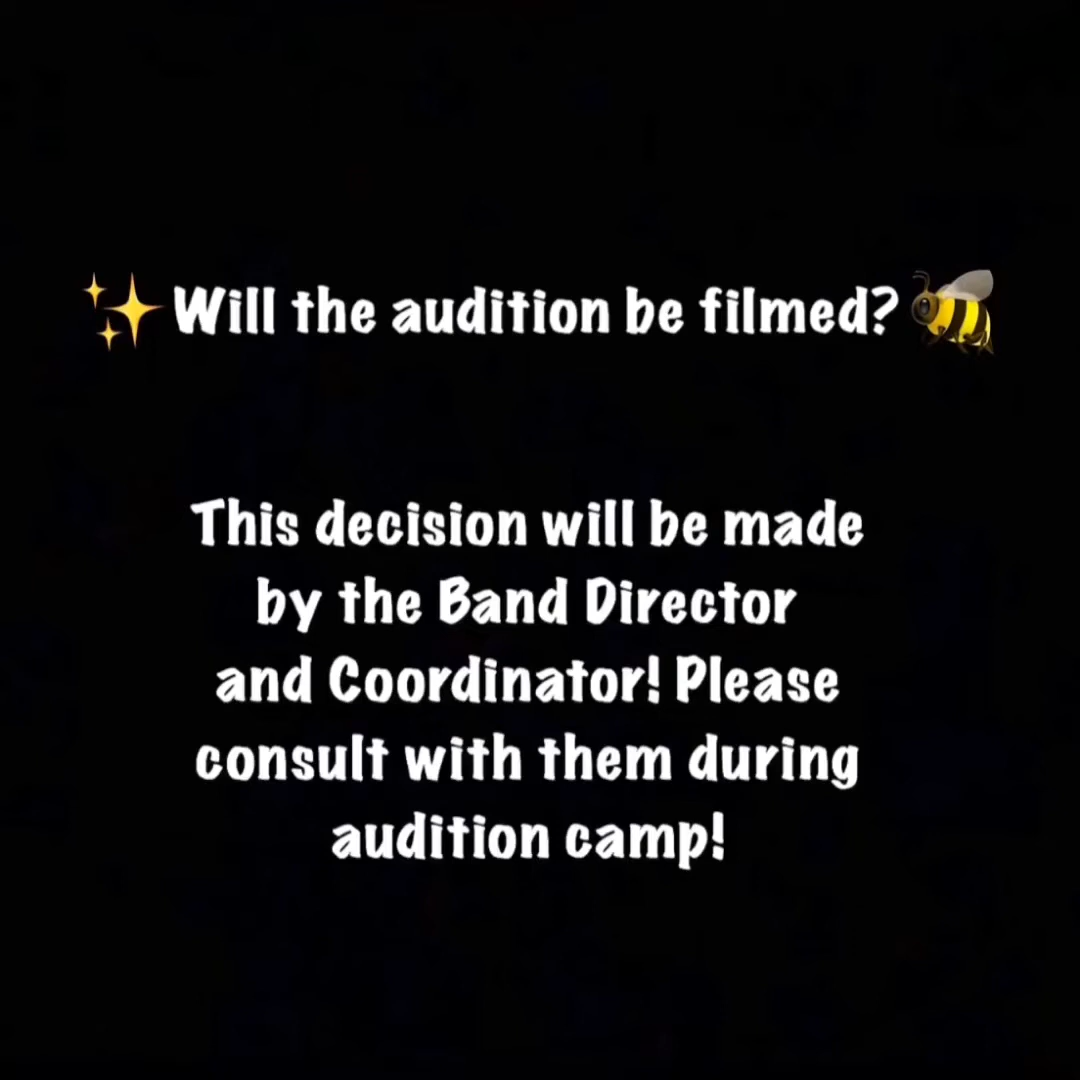 ✨Will the audition be filmed?🐝
This decision will be made
by the Band Director
and Coordinator! Please
consult with them during
audition camp!